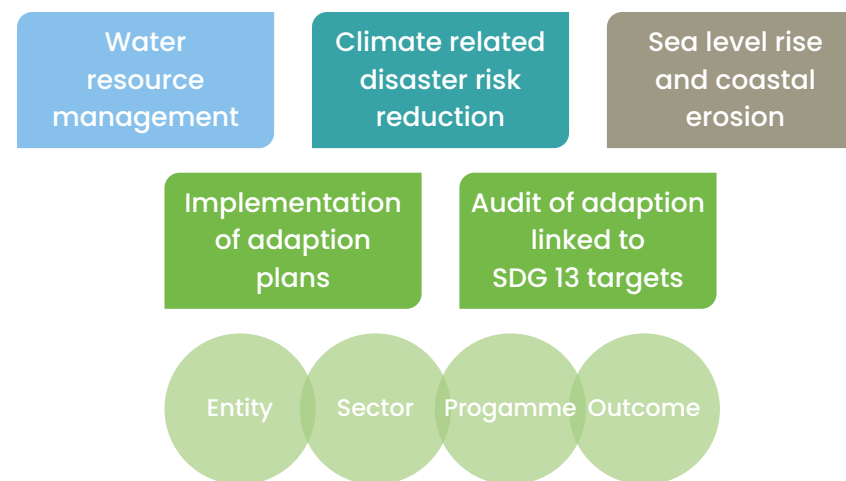 Water
resource
management
Climate related
disaster risk
reduction
Sea level rise
and coastal
erosion
Implementation
of adaption
plans
Audit of adaption
linked to
SDG 13 targets
Entity
Sector
Progamme
Outcome